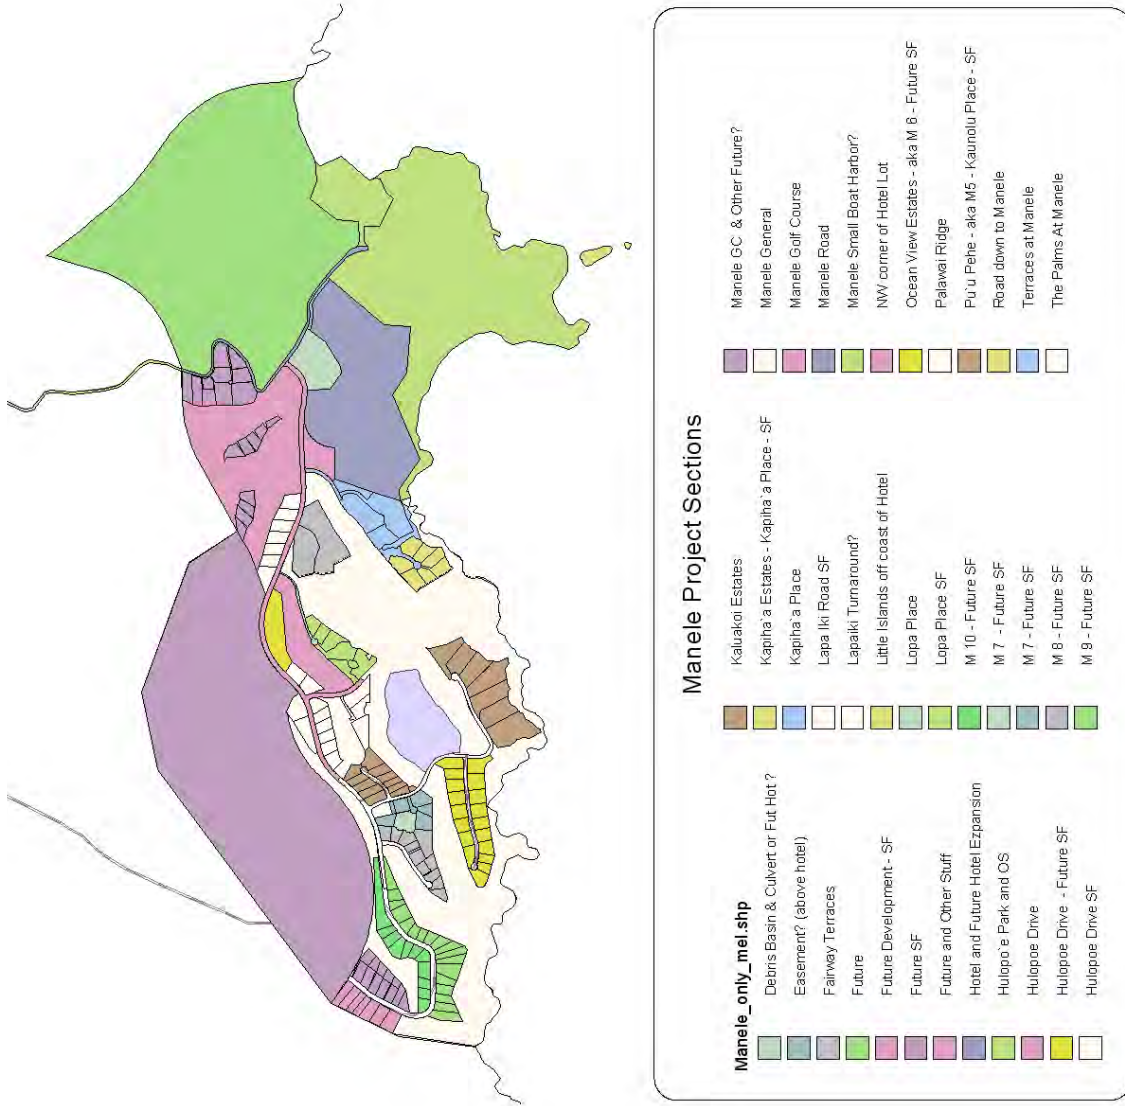 Manele Project Sections
Manele_only_mel.shp
Debris Basin & Culvert or Fut Hot ?
Easement? (above hotel)
Fairway Terraces
Future
Future Development - SF
Future SF
Future and Other Stuff
Hotel and Future Hotel Ezpansion
Hulopo`e Park and OS
Hulopoe Drive
Hulopoe Drive - Future SF
Hulopoe Drive SF
Kaluakoi Estates
Kapiha`a Estates - Kapiha`a Place - SF
Kapiha`a Place
Lapa Iki Road SF
Lapaiki Turnaround?
Little Islands off coast of Hotel
Lopa Place
Lopa Place SF
M 10 - Future SF
M 7 - Future SF
M 7 - Future SF
M 8 - Future SF
M 9 - Future SF
Manele GC & Other Future?
Manele General
Manele Golf Course
Manele Road
Manele Small Boat Harbor?
NW corner of Hotel Lot
Ocean View Estates - aka M 6 - Future SF
Palawai Ridge
Pu`u Pehe - aka M5 - Kaunolu Place - SF
Road down to Manele
Terraces at Manele
The Palms At Manele